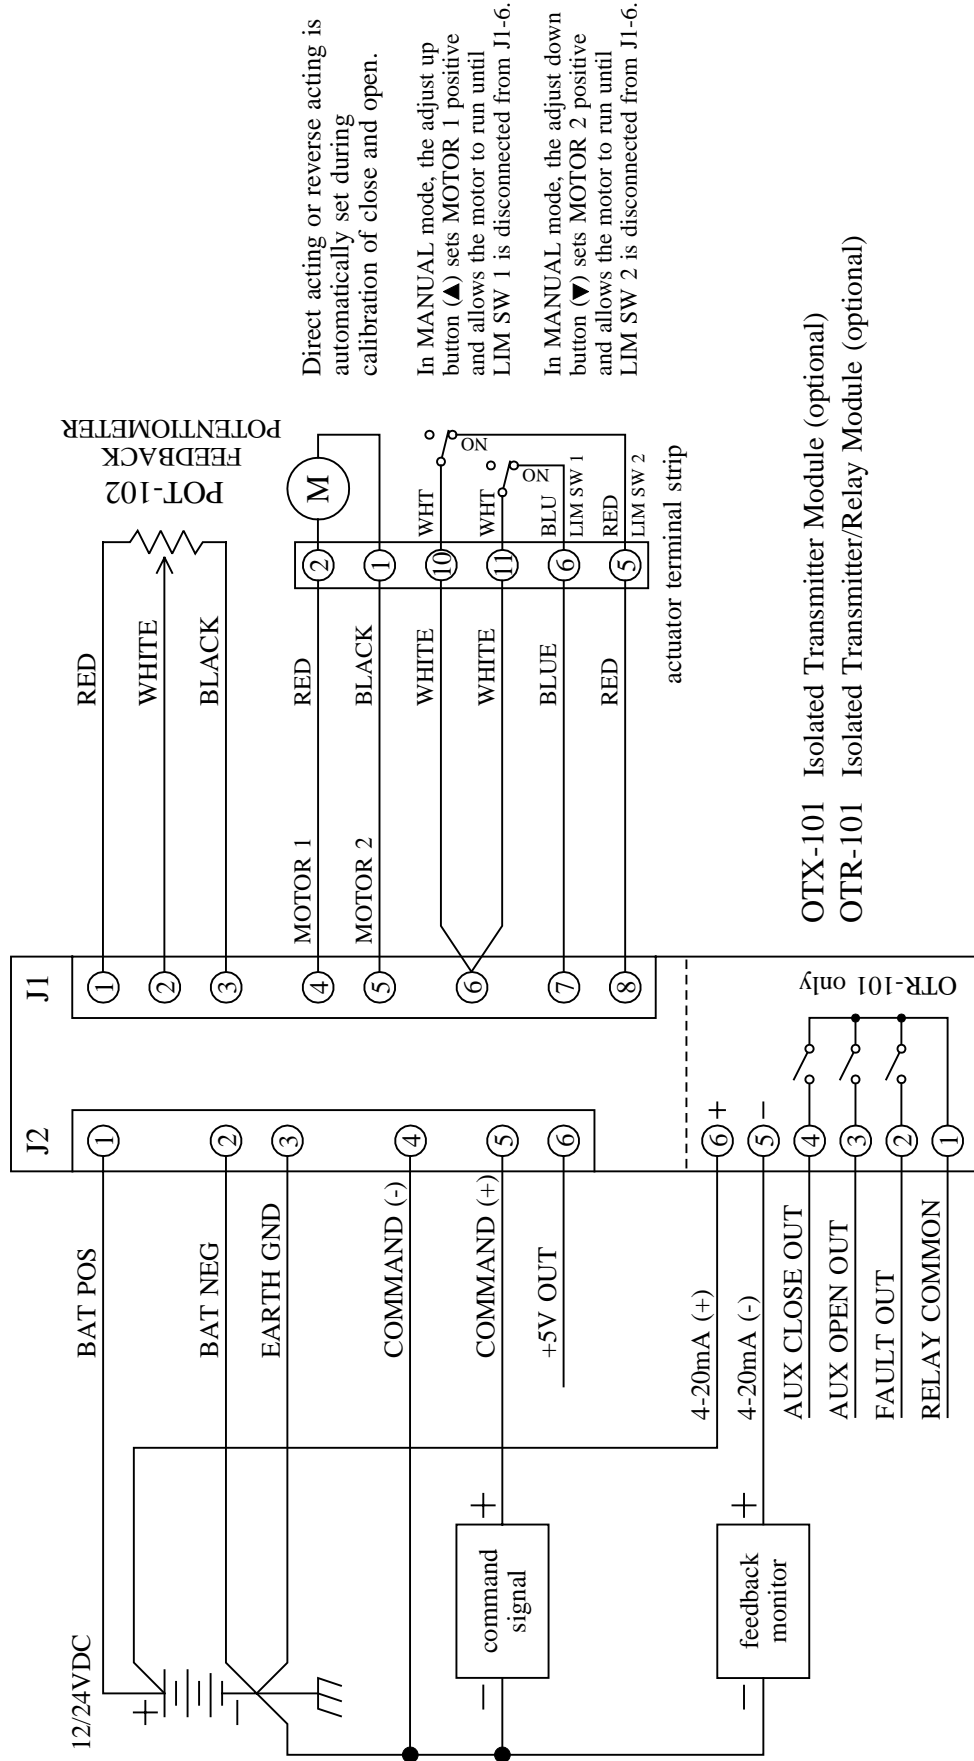 12/24VDC
+
−
BAT POS
BAT NEG
EARTH GND
COMMAND (-)
COMMAND (+)
+5V OUT
command
signal
+
−
feedback
monitor
+
−
4-20mA (+)
4-20mA (-)
AUX CLOSE OUT
AUX OPEN OUT
FAULT OUT
RELAY COMMON
J2
1
2
3
4
5
6
6 +
5 −
4
3
2
1
OTR-101 only
J1
1
2
3
4
5
6
7
8
RED
WHITE
BLACK
MOTOR 1
RED
MOTOR 2
BLACK
WHITE
WHITE
BLUE
RED
POT-102
FEEDBACK
POTENTIOMETER
2
1
10
11
6
5
M
WHT
WHT
BLU
LIM SW 1
RED
LIM SW 2
NO
NO
actuator terminal strip
Direct acting or reverse acting is
automatically set during
calibration of close and open.
In MANUAL mode, the adjust up
button (▲) sets MOTOR 1 positive
and allows the motor to run until
LIM SW 1 is disconnected from J1-6.
In MANUAL mode, the adjust down
button (▼) sets MOTOR 2 positive
and allows the motor to run until
LIM SW 2 is disconnected from J1-6.
OTX-101 Isolated Transmitter Module (optional)
OTR-101 Isolated Transmitter/Relay Module (optional)